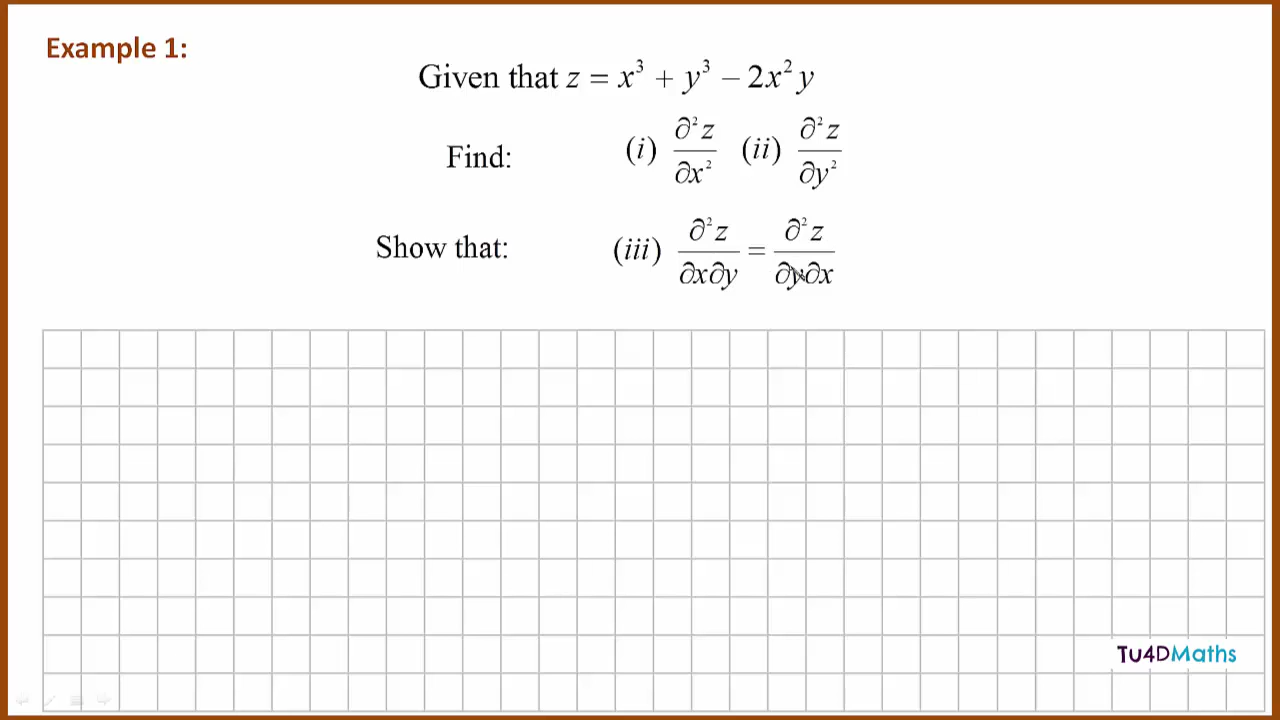 Example 1:
Given that z = x³ + y³ − 2x²y
Find: (i) ∂²z/∂x² (ii) ∂²z/∂y²
Show that: (iii) ∂²z/∂x∂y = ∂²z/∂y∂x
Tu4DMaths